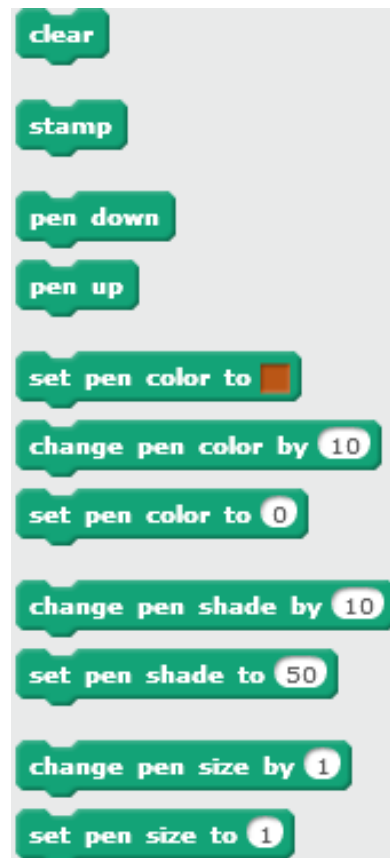 clear
stamp
pen down
pen up
set pen color to
change pen color by 10
set pen color to 0
change pen shade by 10
set pen shade to 50
change pen size by 1
set pen size to 1